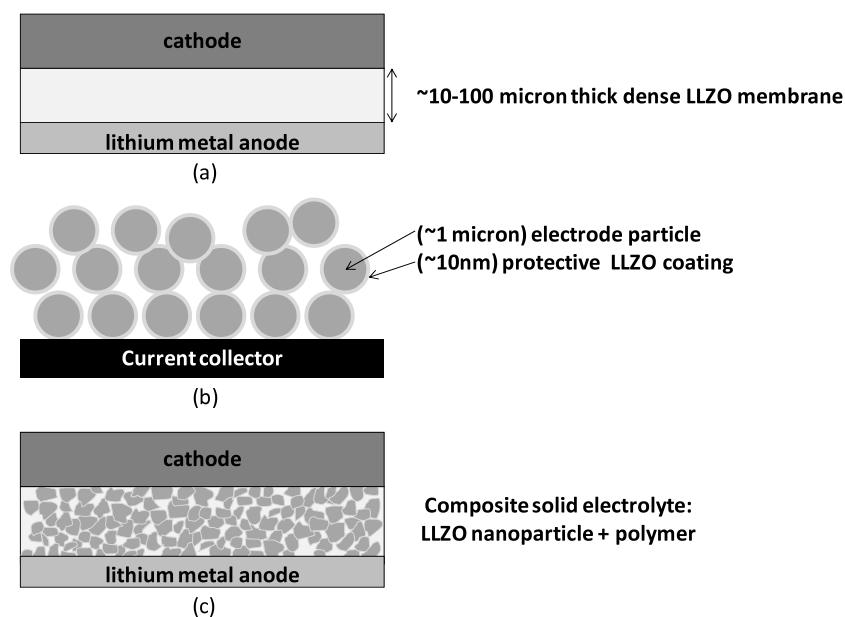 cathode
~10-100 micron thick dense LLZO membrane
lithium metal anode
(a)
(~1 micron) electrode particle
(~10nm) protective LLZO coating
Current collector
(b)
cathode
Composite solid electrolyte:
LLZO nanoparticle + polymer
lithium metal anode
(c)